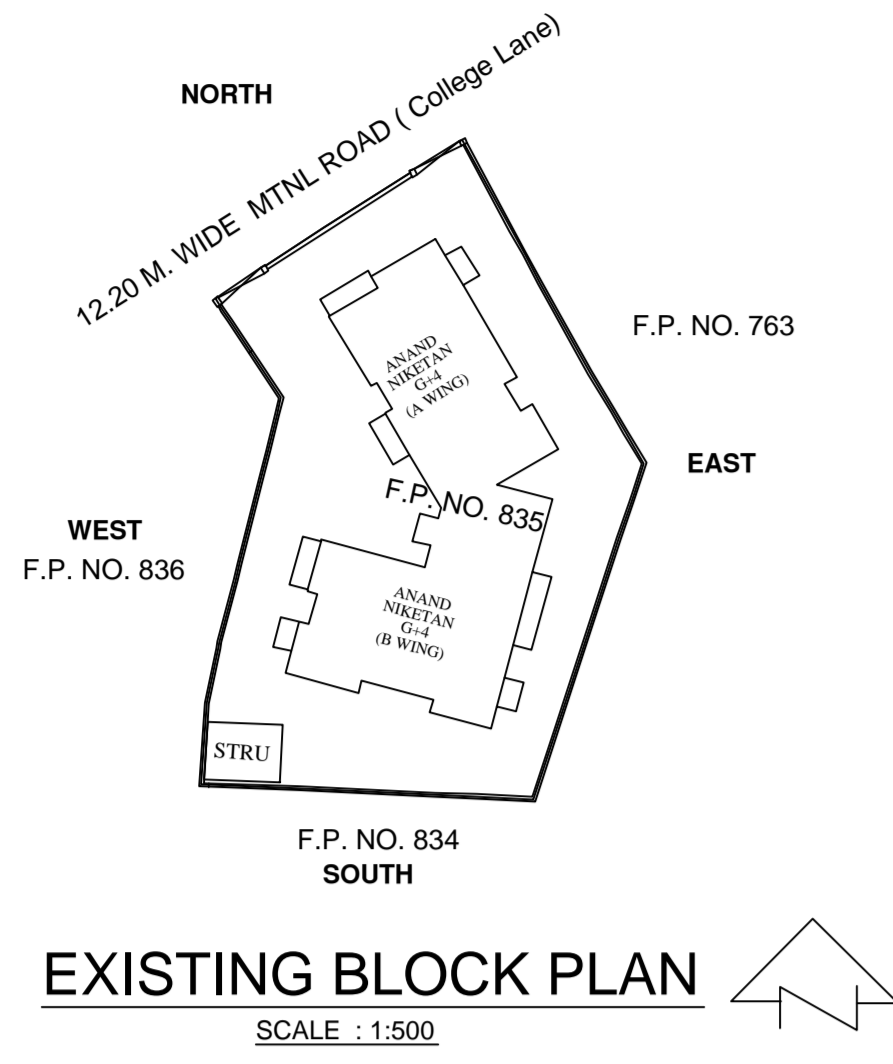 NORTH
12.20 M. WIDE MTNL ROAD ( College Lane)
F.P. NO. 763
ANAND
NIKETAN
G+4
(A WING)
EAST
F.P. NO. 835
WEST
F.P. NO. 836
ANAND
NIKETAN
G+4
(B WING)
STRU
F.P. NO. 834
SOUTH
EXISTING BLOCK PLAN
SCALE : 1:500
N